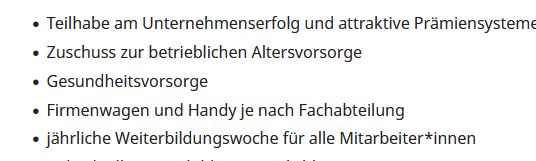 • Teilhabe am Unternehmenserfolg und attraktive Prämiensysteme
• Zuschuss zur betrieblichen Altersvorsorge
• Gesundheitsvorsorge
• Firmenwagen und Handy je nach Fachabteilung
• jährliche Weiterbildungswoche für alle Mitarbeiter*innen